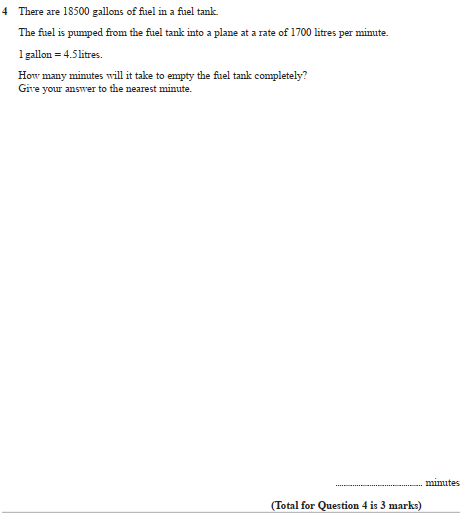 4 There are 18500 gallons of fuel in a fuel tank.
The fuel is pumped from the fuel tank into a plane at a rate of 1700 litres per minute.
1 gallon = 4.5 litres.
How many minutes will it take to empty the fuel tank completely?
Give your answer to the nearest minute.
.............................. minutes
(Total for Question 4 is 3 marks)